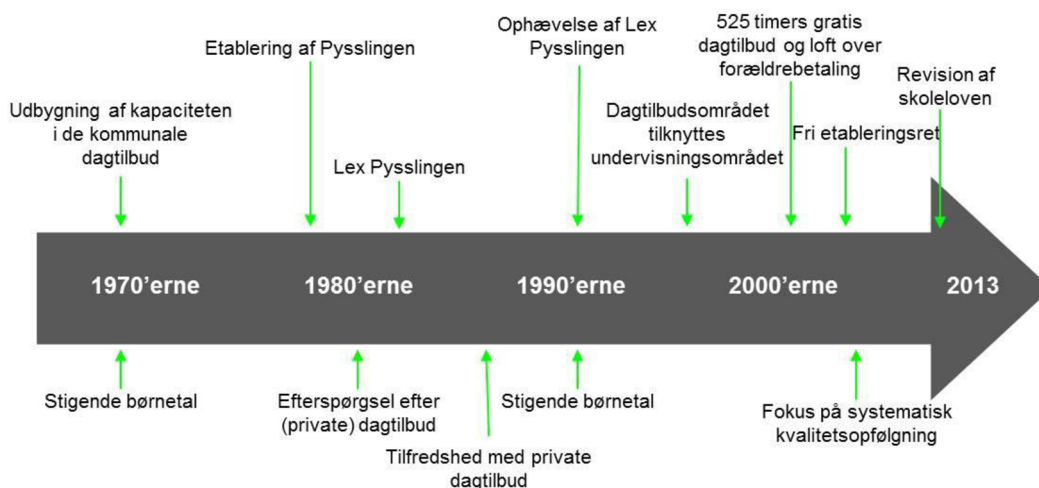 Etablering af Pysslingen
Ophævelse af Lex
Pysslingen
525 timers gratis
dagtilbud og loft over
forældrebetaling
Revision af
skoleloven
Udbygning af kapaciteten
i de kommunale
dagtilbud
Lex Pysslingen
Dagtilbudsområdet
tilknyttes
undervisningsområdet
Fri etableringsret
1970'erne
1980'erne
1990'erne
2000'erne
2013
Stigende børnetal
Efterspørgsel efter
(private) dagtilbud
Tilfredshed med private
dagtilbud
Stigende børnetal
Fokus på systematisk
kvalitetsopfølgning